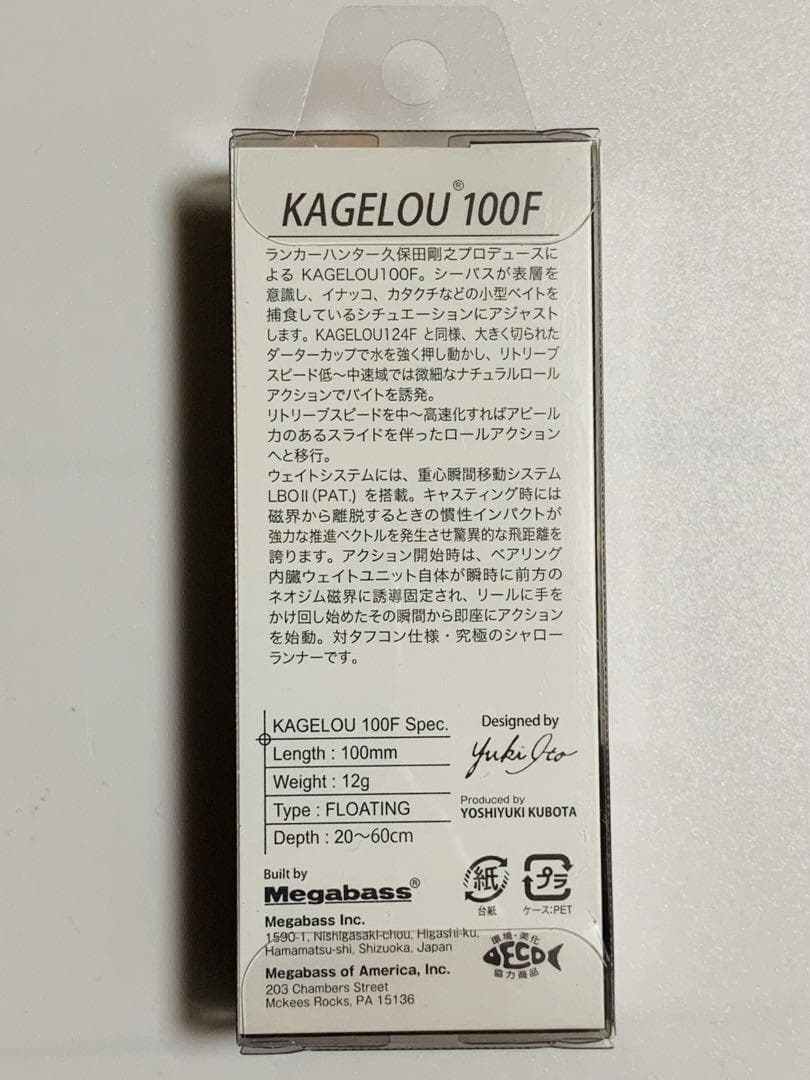 KAGELOU® 100F
ランカーハンター久保田剛之プロデュースに
よる KAGELOU100F。シーバスが表層を
意識し、イナッコ、カタクチなどの小型ベイトを
捕食しているシチュエーションにアジャスト
します。KAGELOU124F と同様、大きく切られた
ダーターカップで水を強く押し動かし、リトリーブ
スピード低〜中速域では微細なナチュラルロール
アクションでバイトを誘発。
リトリーブスピードを中〜高速化すればアピール
力のあるスライドを伴ったロールアクション
へと移行。
ウェイトシステムには、重心瞬間移動システム
LBOⅡ(PAT.) を搭載。キャスティング時には
磁界から離脱するときの慣性インパクトが
強力な推進ベクトルを発生させ驚異的な飛距離を
誇ります。アクション開始時は、ベアリング
内臓ウェイトユニット自体が瞬時に前方の
ネオジム磁界に誘導固定され、リールに手を
かけ回し始めたその瞬間から即座にアクション
を始動。対タフコン仕様・究極のシャロー
ランナーです。
KAGELOU 100F Spec.
Length : 100mm
Weight : 12g
Type : FLOATING
Depth : 20〜60cm
Designed by
Yuki Ito
Produced by
YOSHIYUKI KUBOTA
Built by
Megabass®
Megabass Inc.
1590-1, Nishigasaki-chou, Higashi-ku,
Hamamatsu-shi, Shizuoka, Japan
Megabass of America, Inc.
203 Chambers Street
Mckees Rocks, PA 15136
紙
台紙
プラ
ケース:PET
環境・美化
ECO
協力商品